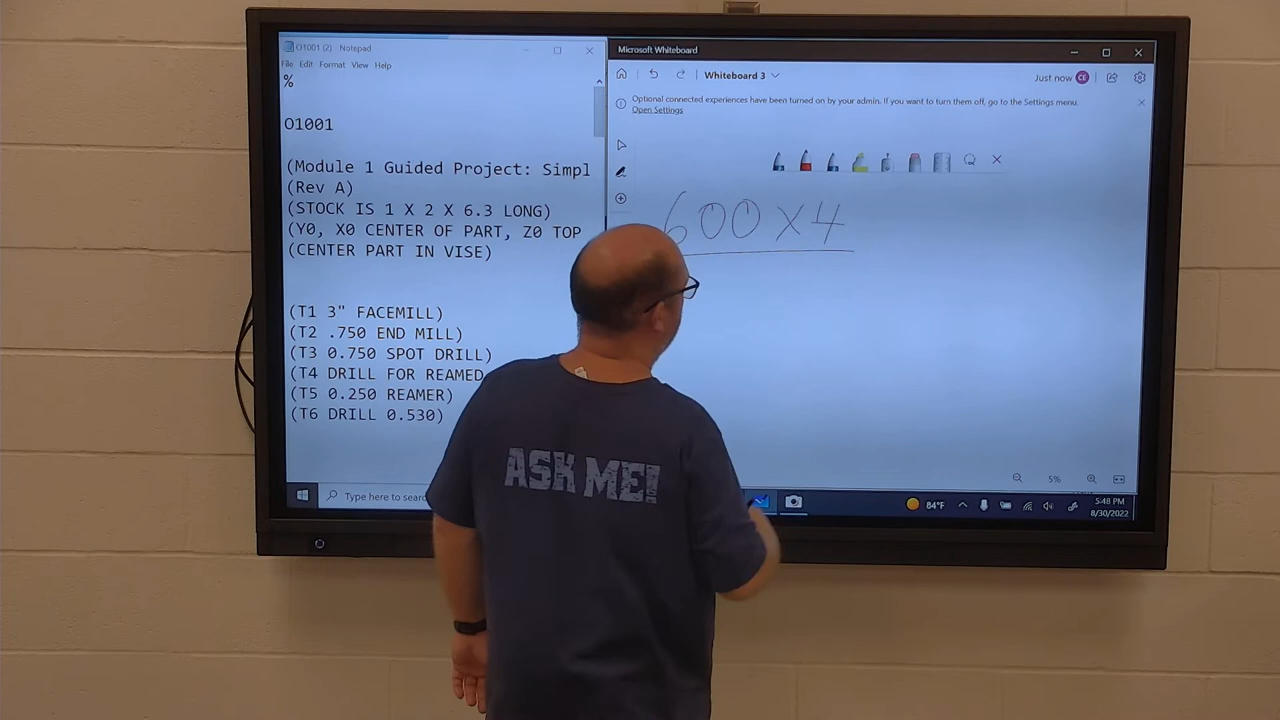 O1001 (2) - Notepad
File Edit Format View Help
%
O1001
(Module 1 Guided Project: Simpl
(Rev A)
(STOCK IS 1 X 2 X 6.3 LONG)
(Y0, X0 CENTER OF PART, Z0 TOP
(CENTER PART IN VISE)
(T1 3" FACEMILL)
(T2 .750 END MILL)
(T3 0.750 SPOT DRILL)
(T4 DRILL FOR REAMED
(T5 0.250 REAMER)
(T6 DRILL 0.530)
Type here to searc
Microsoft Whiteboard
Whiteboard 3
Just now CE
Optional connected experiences have been turned on by your admin. If you want to turn them off, go to the Settings menu.
Open Settings
600 X 4
5%
84°F
5:48 PM
8/30/2022
ASK ME!